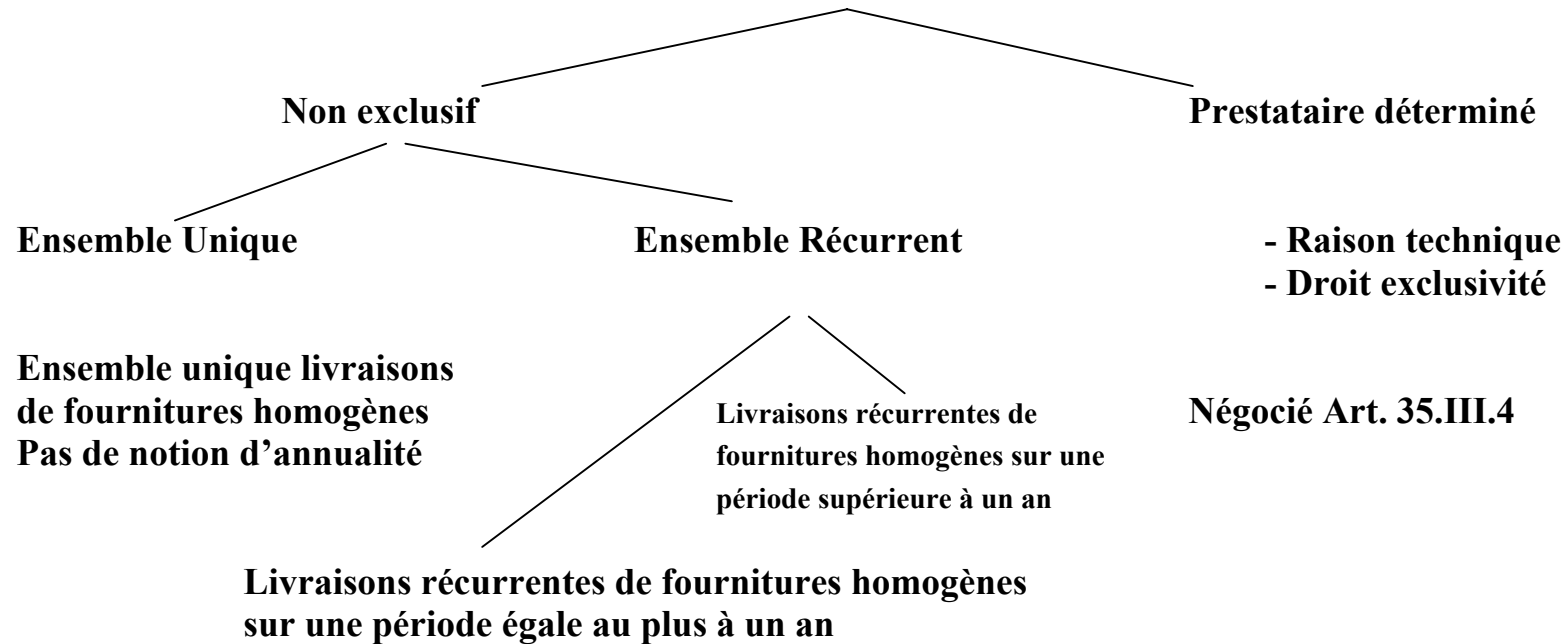 Non exclusif
Prestataire déterminé
Ensemble Unique
Ensemble Récurrent
- Raison technique
- Droit exclusivité
Ensemble unique livraisons
de fournitures homogènes
Pas de notion d’annualité
Livraisons récurrentes de
fournitures homogènes sur une
période supérieure à un an
Négocié Art. 35.III.4
Livraisons récurrentes de fournitures homogènes
sur une période égale au plus à un an